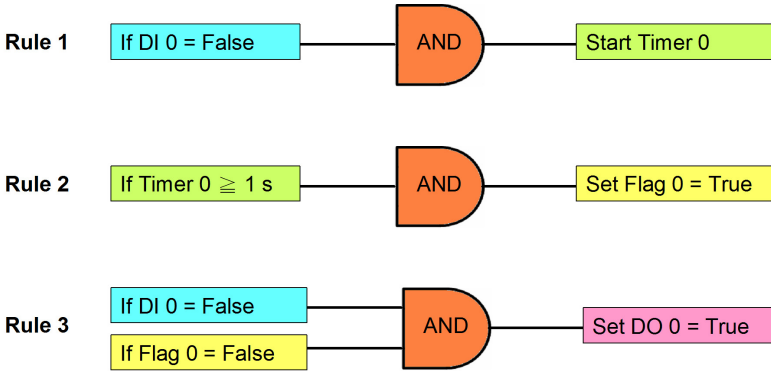 Rule 1
If DI 0 = False
AND
Start Timer 0
Rule 2
If Timer 0 ≧ 1 s
AND
Set Flag 0 = True
Rule 3
If DI 0 = False
If Flag 0 = False
AND
Set DO 0 = True